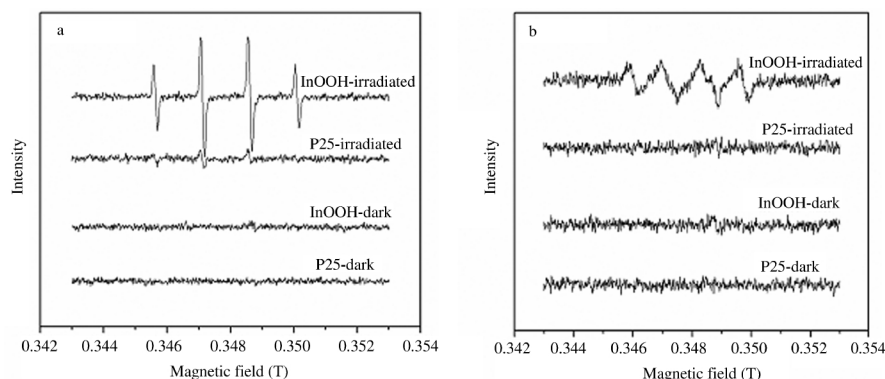 a
InOOH-irradiated
P25-irradiated
InOOH-dark
P25-dark
Intensity
0.342 0.344 0.346 0.348 0.350 0.352 0.354
Magnetic field (T)
b
InOOH-irradiated
P25-irradiated
InOOH-dark
P25-dark
Intensity
0.342 0.344 0.346 0.348 0.350 0.352 0.354
Magnetic field (T)